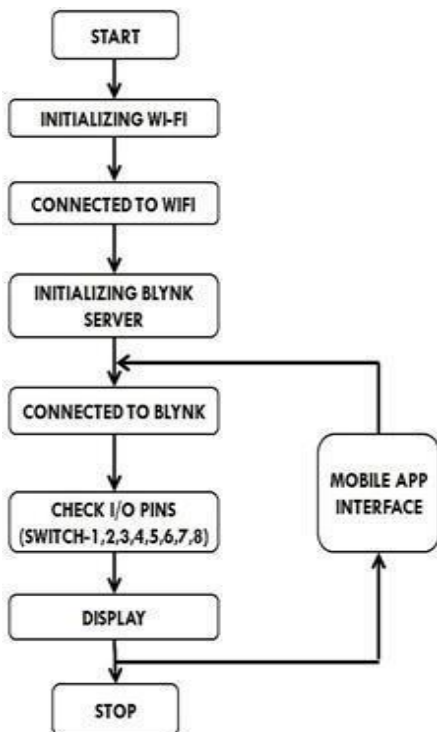 START
INITIALIZING WI-FI
CONNECTED TO WIFI
INITIALIZING BLYNK
SERVER
CONNECTED TO BLYNK
CHECK I/O PINS
(SWITCH-1,2,3,4,5,6,7,8)
MOBILE APP
INTERFACE
DISPLAY
STOP